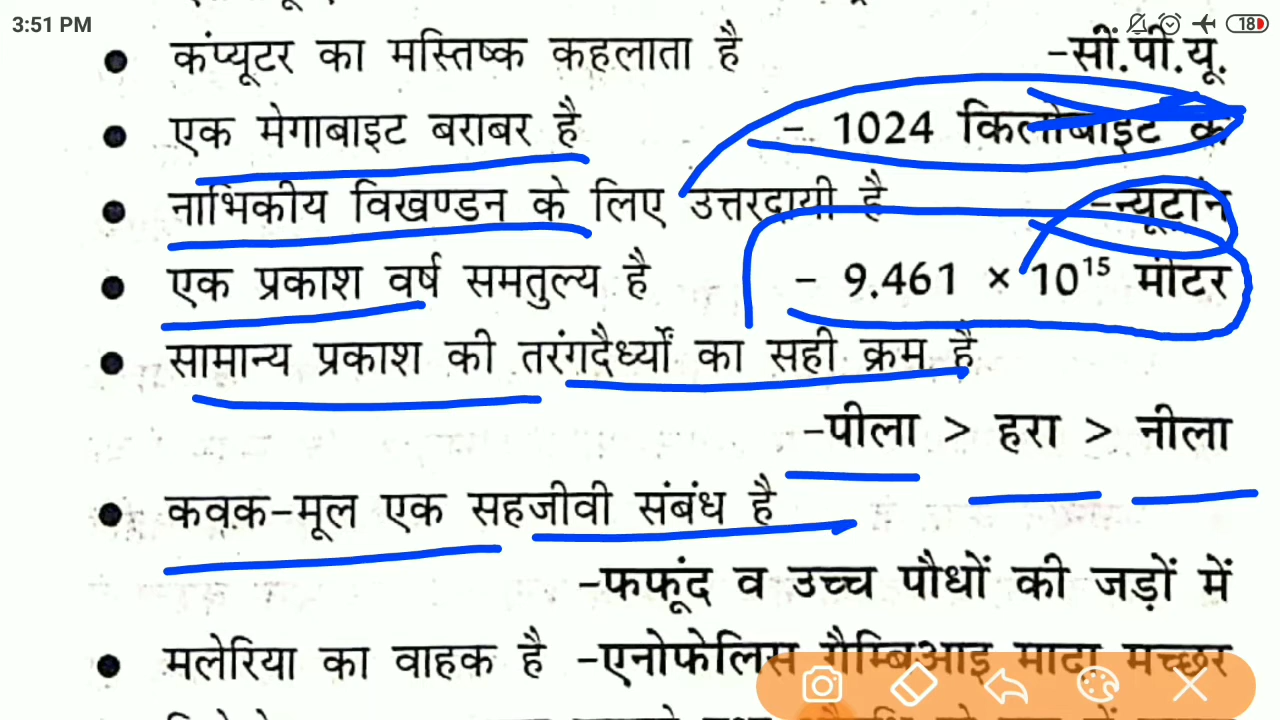 3:51 PM
18
कंप्यूटर का मस्तिष्क कहलाता है -सी.पी.यू.
एक मेगाबाइट बराबर है - 1024 किलोबाइट के
नाभिकीय विखण्डन के लिए उत्तरदायी है -न्यूट्रॉन
एक प्रकाश वर्ष समतुल्य है - 9.461 × 10¹⁵ मीटर
सामान्य प्रकाश की तरंगदैर्ध्यों का सही क्रम है
-पीला > हरा > नीला
कवक-मूल एक सहजीवी संबंध है
-फफूंद व उच्च पौधों की जड़ों में
मलेरिया का वाहक है -एनोफेलिस गैम्बिआइ मादा मच्छर